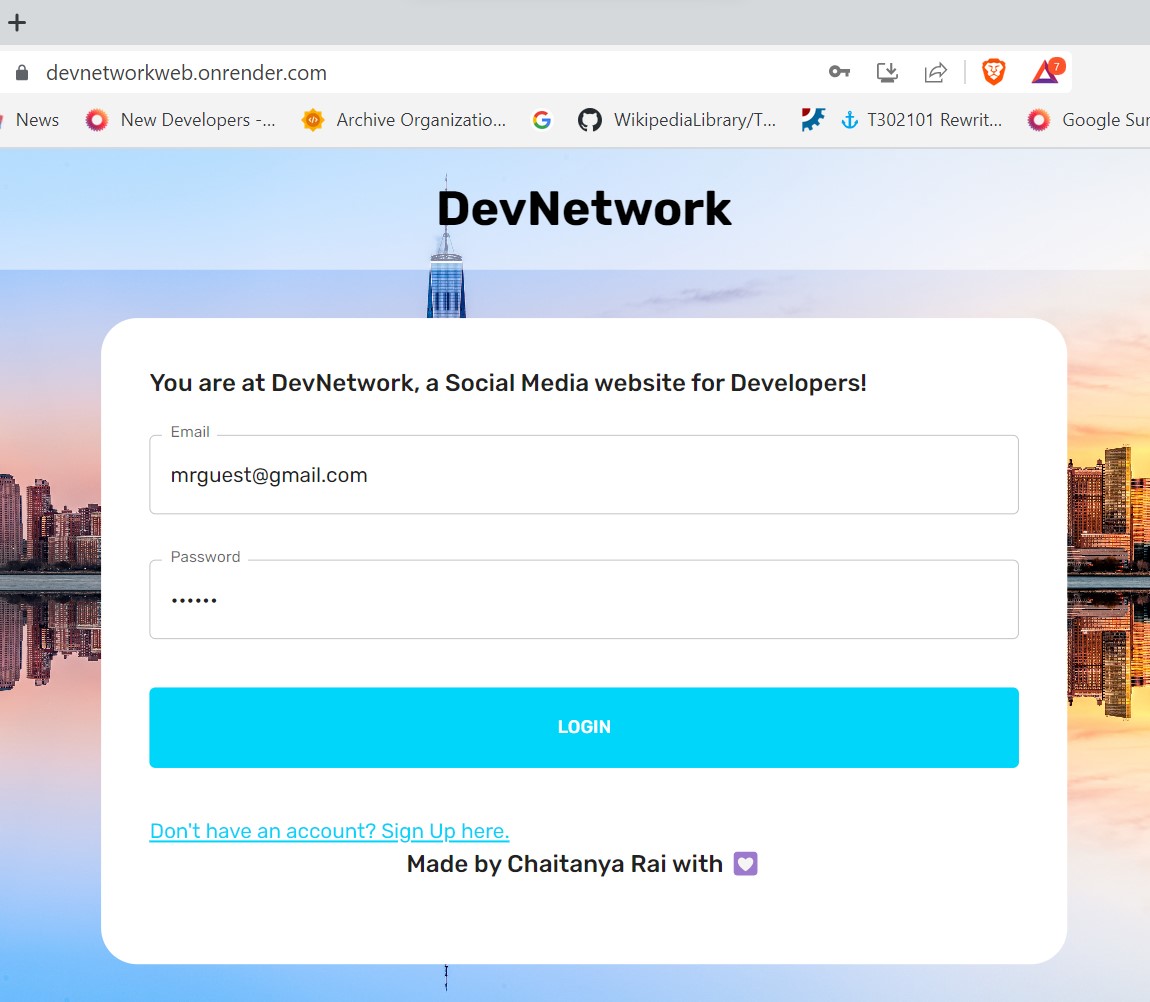 devnetworkweb.onrender.com
7
News New Developers -... Archive Organizatio... WikipediaLibrary/T... T302101 Rewrit... Google Sur
DevNetwork
You are at DevNetwork, a Social Media website for Developers!
Email
mrguest@gmail.com
Password
••••••
LOGIN
Don't have an account? Sign Up here.
Made by Chaitanya Rai with 💟